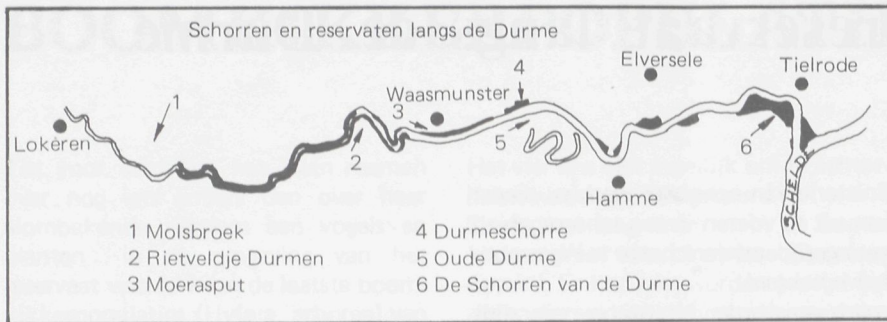 Schorren en reservaten langs de Durme
Lokeren
1
2
3
Waasmunster
4
5
Elversele
Hamme
Tielrode
6
SCHELDE
1 Molsbroek
2 Rietveldje Durmen
3 Moerasput
4 Durmeschorre
5 Oude Durme
6 De Schorren van de Durme